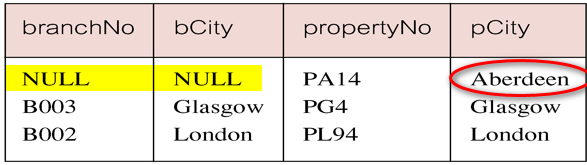 branchNo bCity propertyNo pCity
NULL NULL PA14 Aberdeen
B003 Glasgow PG4 Glasgow
B002 London PL94 London